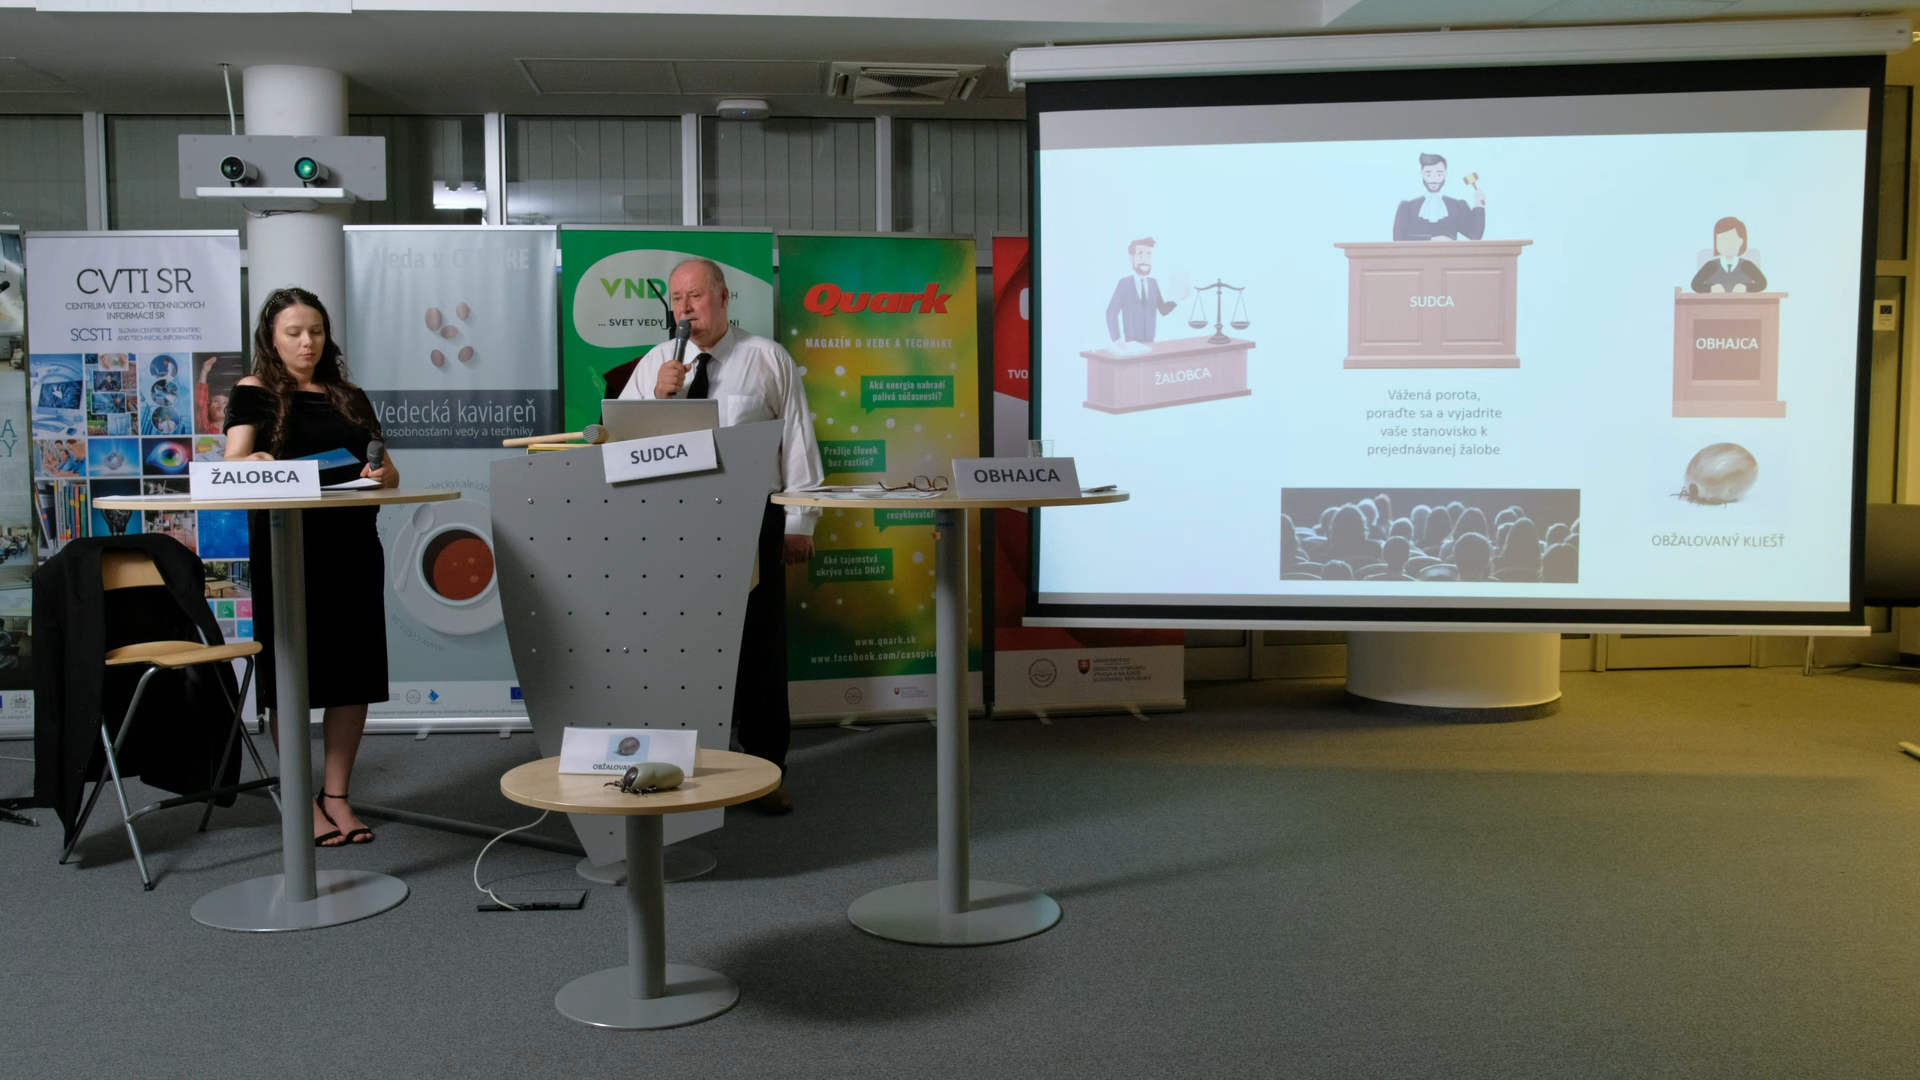 CVTI SR
CENTRUM VEDECKO-TECHNICKÝCH
INFORMÁCIÍ SR
SCSTI
SLOVAK CENTRE OF SCIENTIFIC
AND TECHNICAL INFORMATION
Veda v CENTRE
Vedecká kaviareň
s osobnosťami vedy a techniky
VND
... SVET VEDY
Quark
MAGAZÍN O VEDE A TECHNIKE
Aká energia nahradí
palivá súčasnosti?
Prežije človek
bez rastlín?
Aké tajomstvá
ukrýva naša DNA?
www.quark.sk
www.facebook.com/casopis
TVO
ŽALOBCA
SUDCA
OBHAJCA
SUDCA
ŽALOBCA
OBHAJCA
Vážená porota,
poraďte sa a vyjadrite
vaše stanovisko k
prejednávanej žalobe
OBŽALOVANÝ KLIEŠŤ